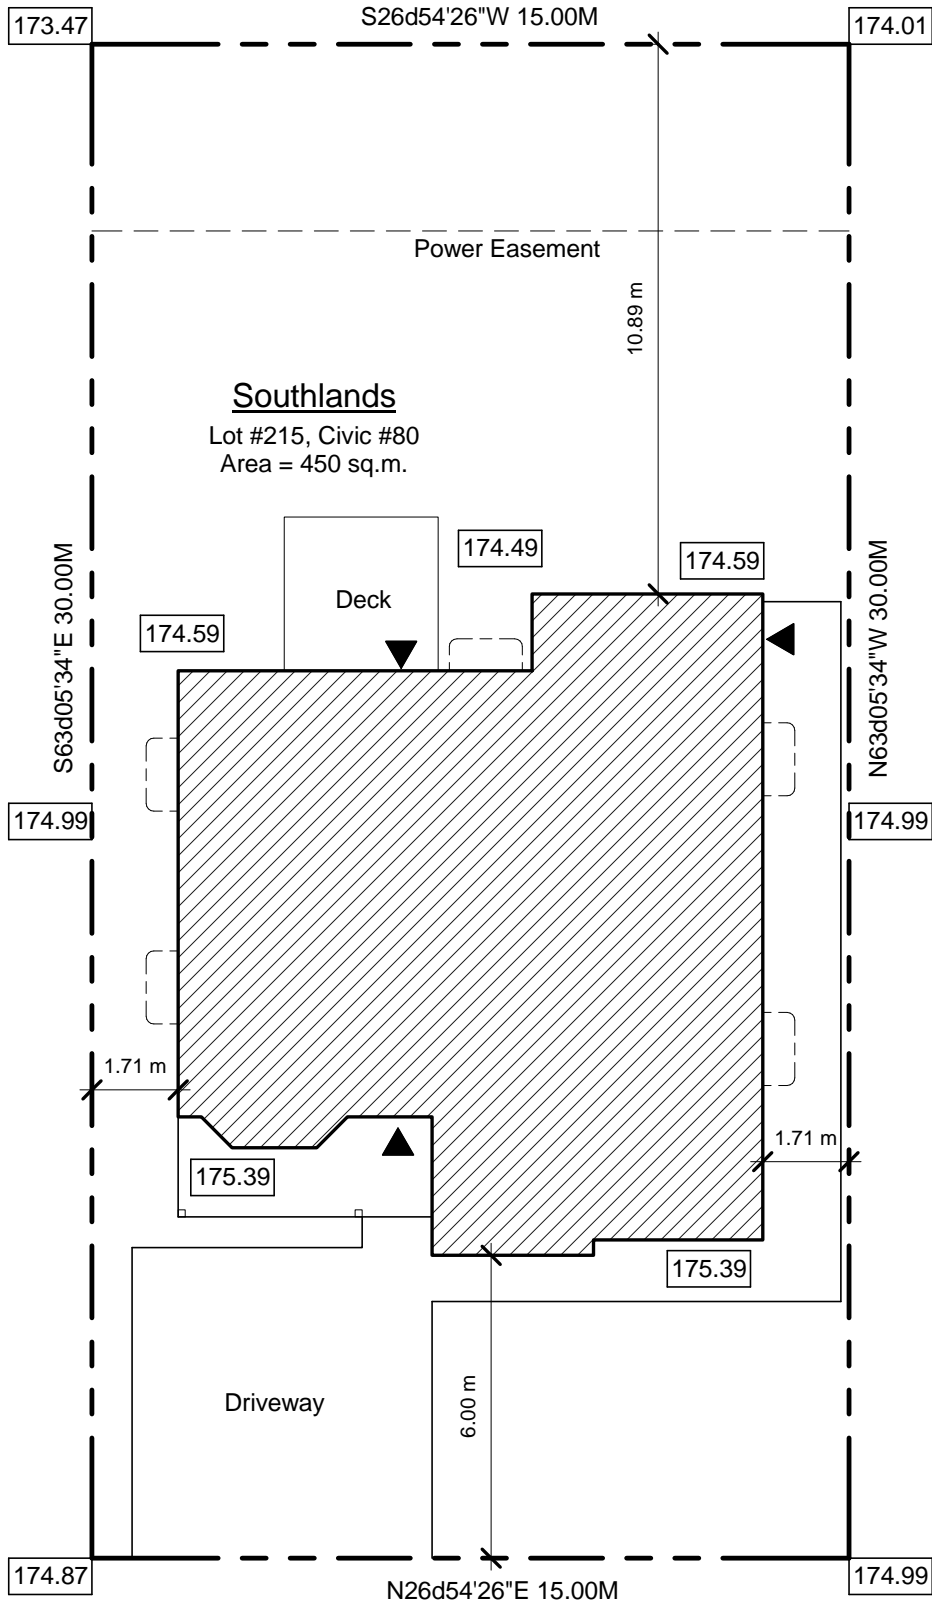 S26d54'26"W 15.00M
173.47
174.01
Power Easement
10.89 m
Southlands
Lot #215, Civic #80
Area = 450 sq.m.
174.49
174.59
Deck
174.59
S63d05'34"E 30.00M
N63d05'34"W 30.00M
174.99
174.99
1.71 m
1.71 m
175.39
175.39
Driveway
6.00 m
174.87
N26d54'26"E 15.00M
174.99